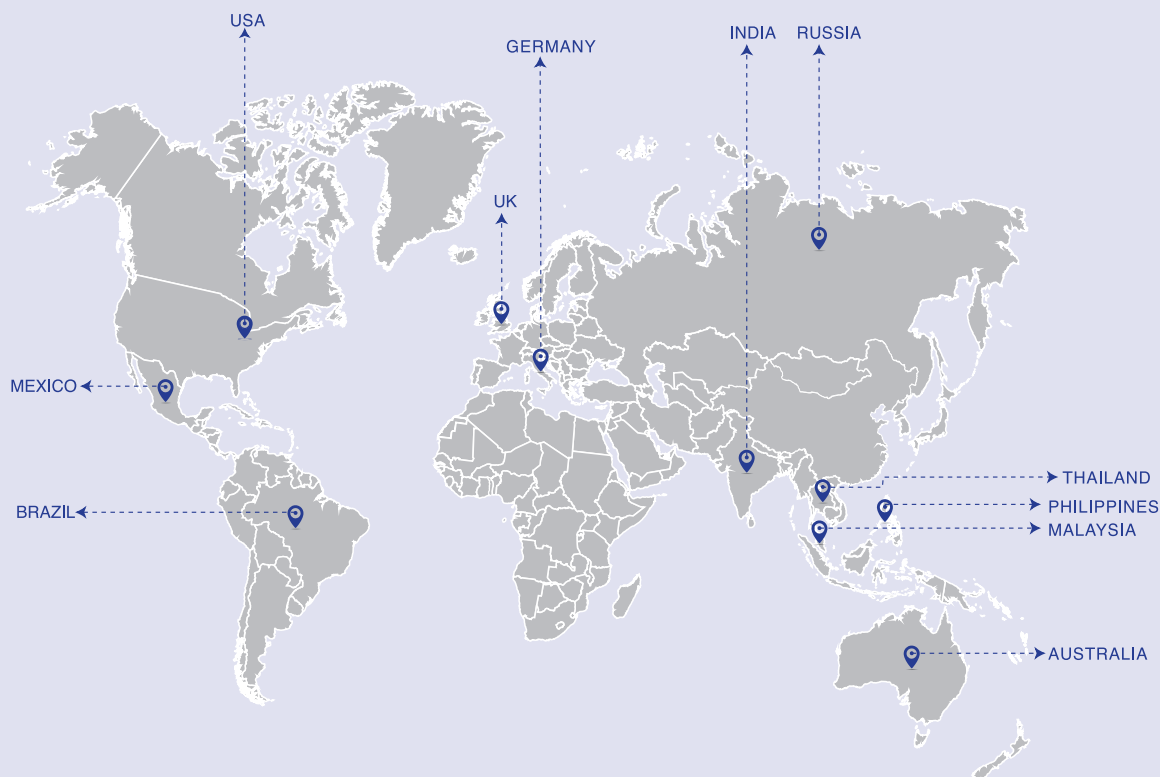 USA
GERMANY
INDIA
RUSSIA
UK
MEXICO
THAILAND
PHILIPPINES
BRAZIL
MALAYSIA
AUSTRALIA